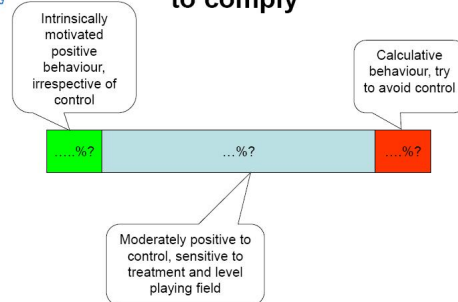 to comply
Intrinsically
motivated
positive
behaviour,
irrespective of
control
Calculative
behaviour, try
to avoid control
.....%?
...%?
....%?
Moderately positive to
control, sensitive to
treatment and level
playing field